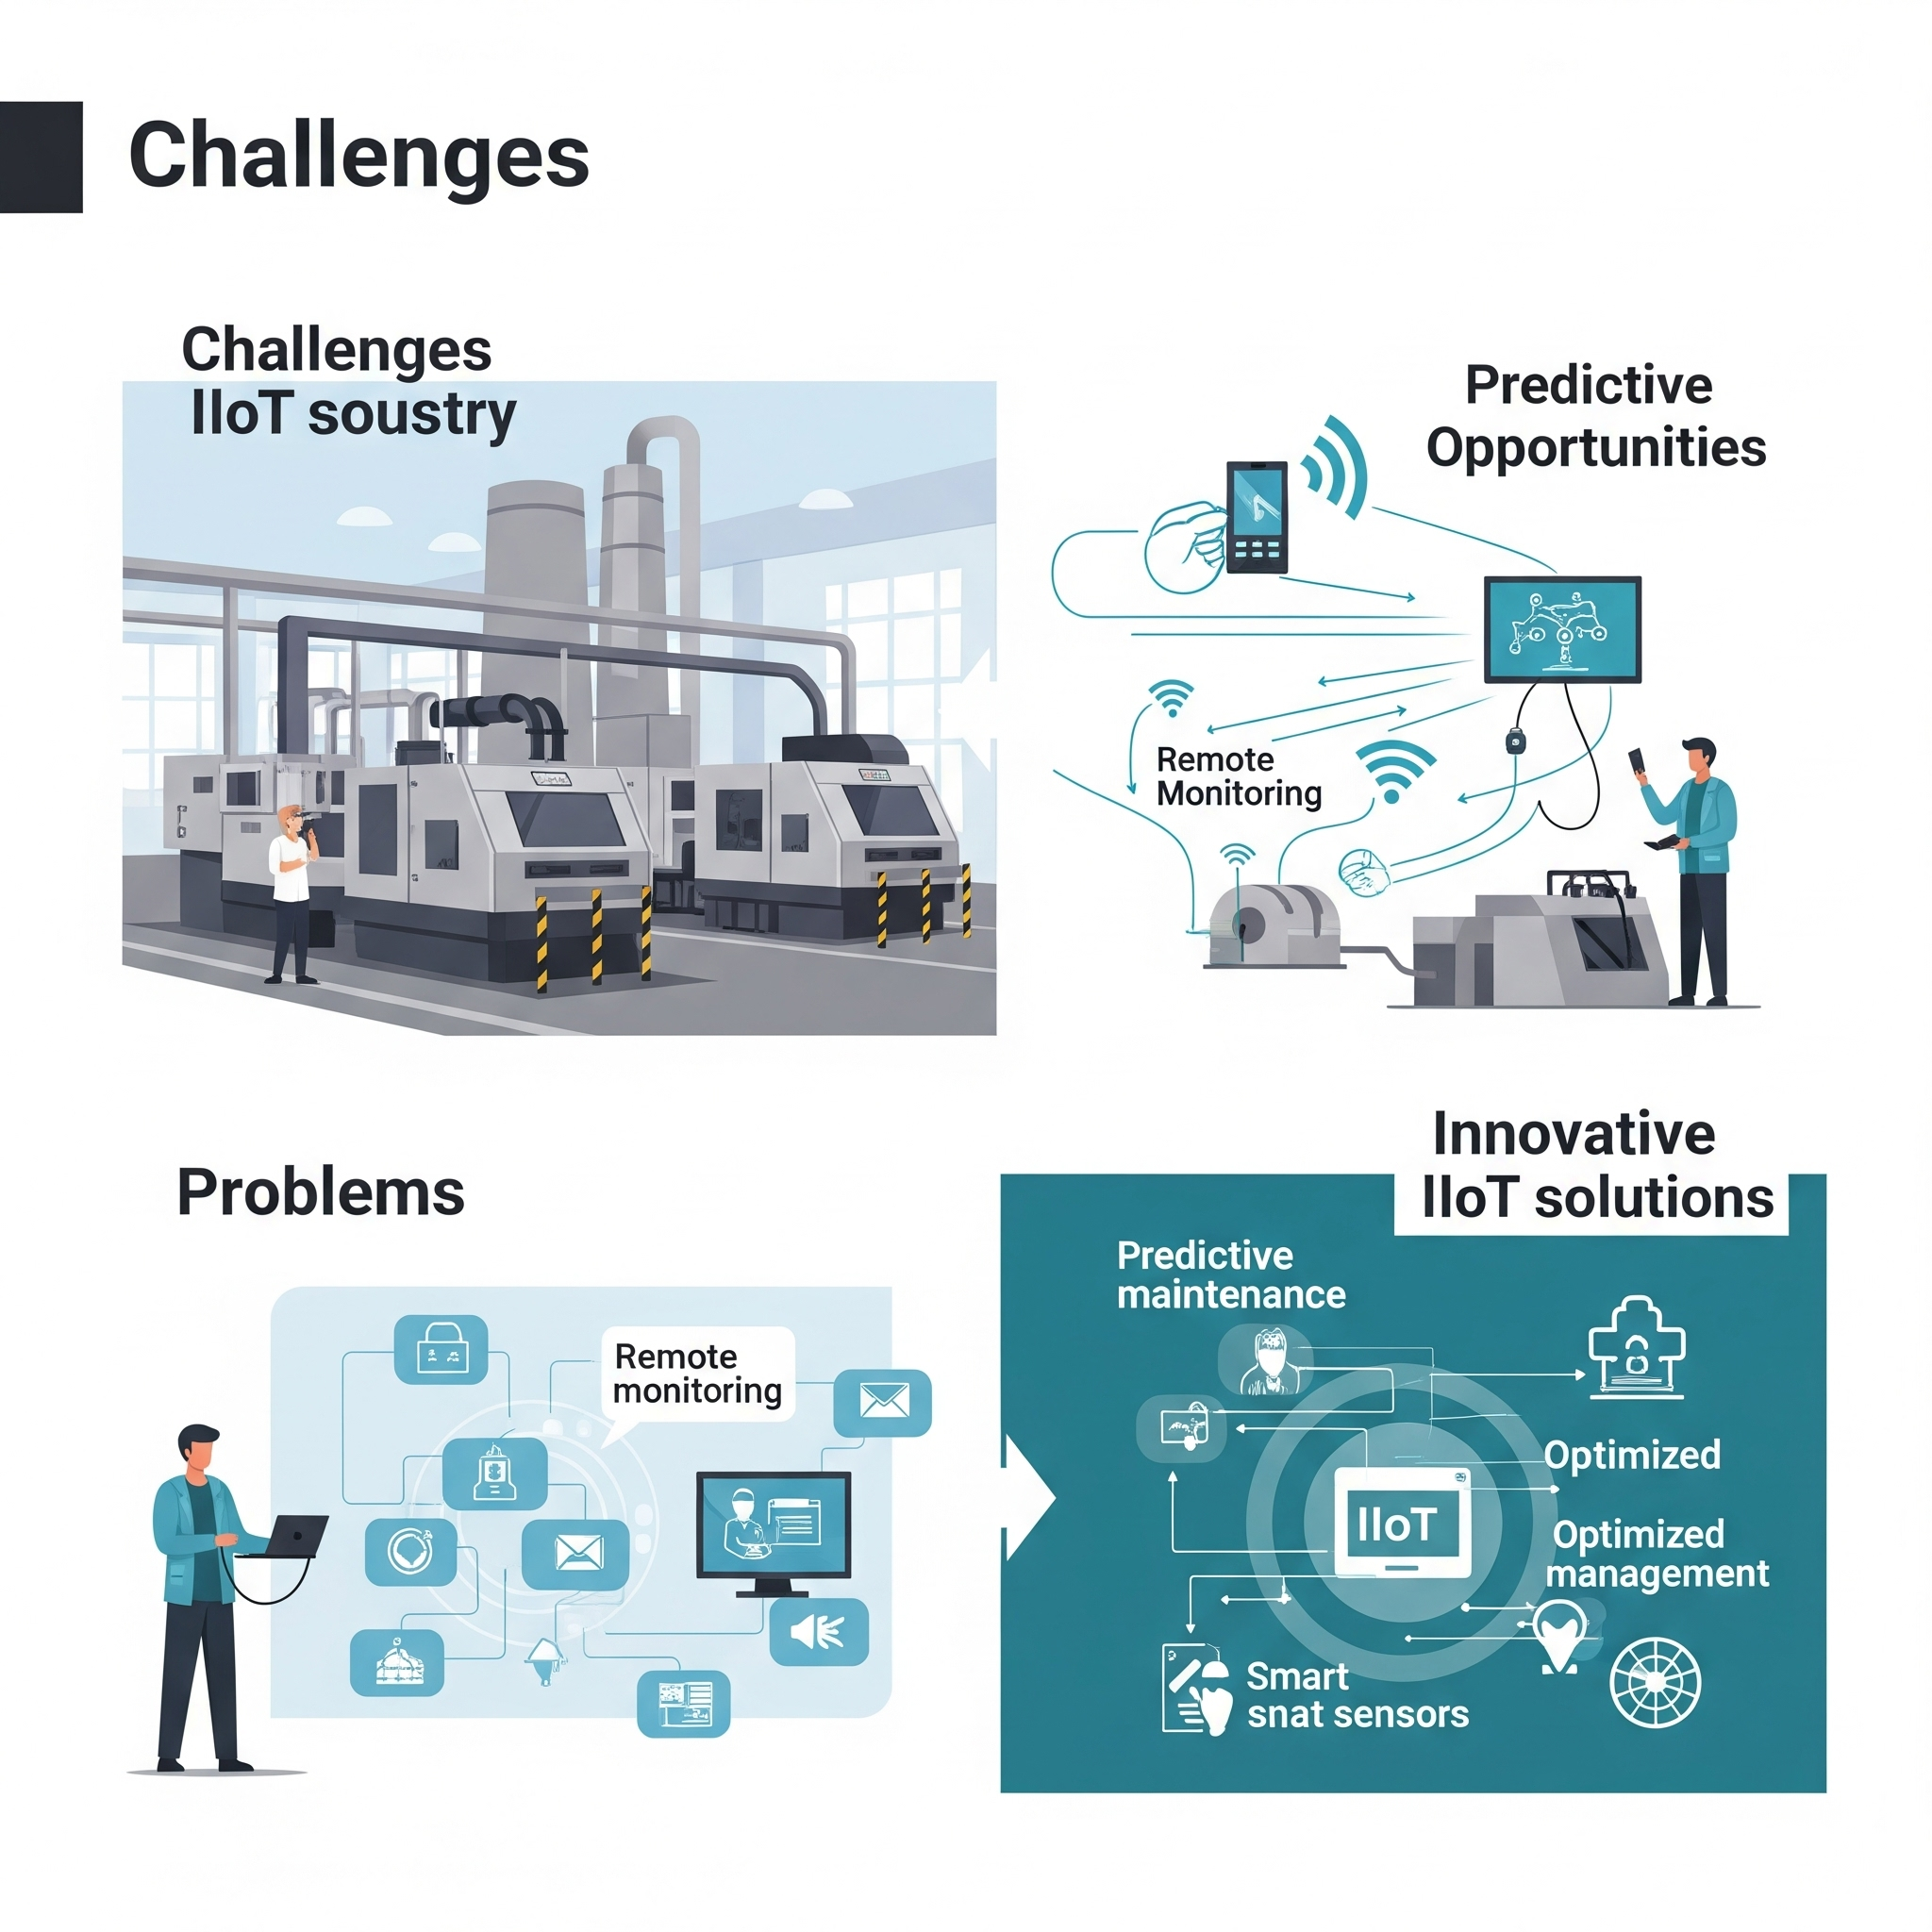 Challenges
Challenges
IIoT soustry
Predictive
Opportunities
Remote
Monitoring
Problems
Remote
monitoring
Innovative
IIoT solutions
Predictive
maintenance
Optimized
IIoT
Optimized
management
Smart
snat sensors